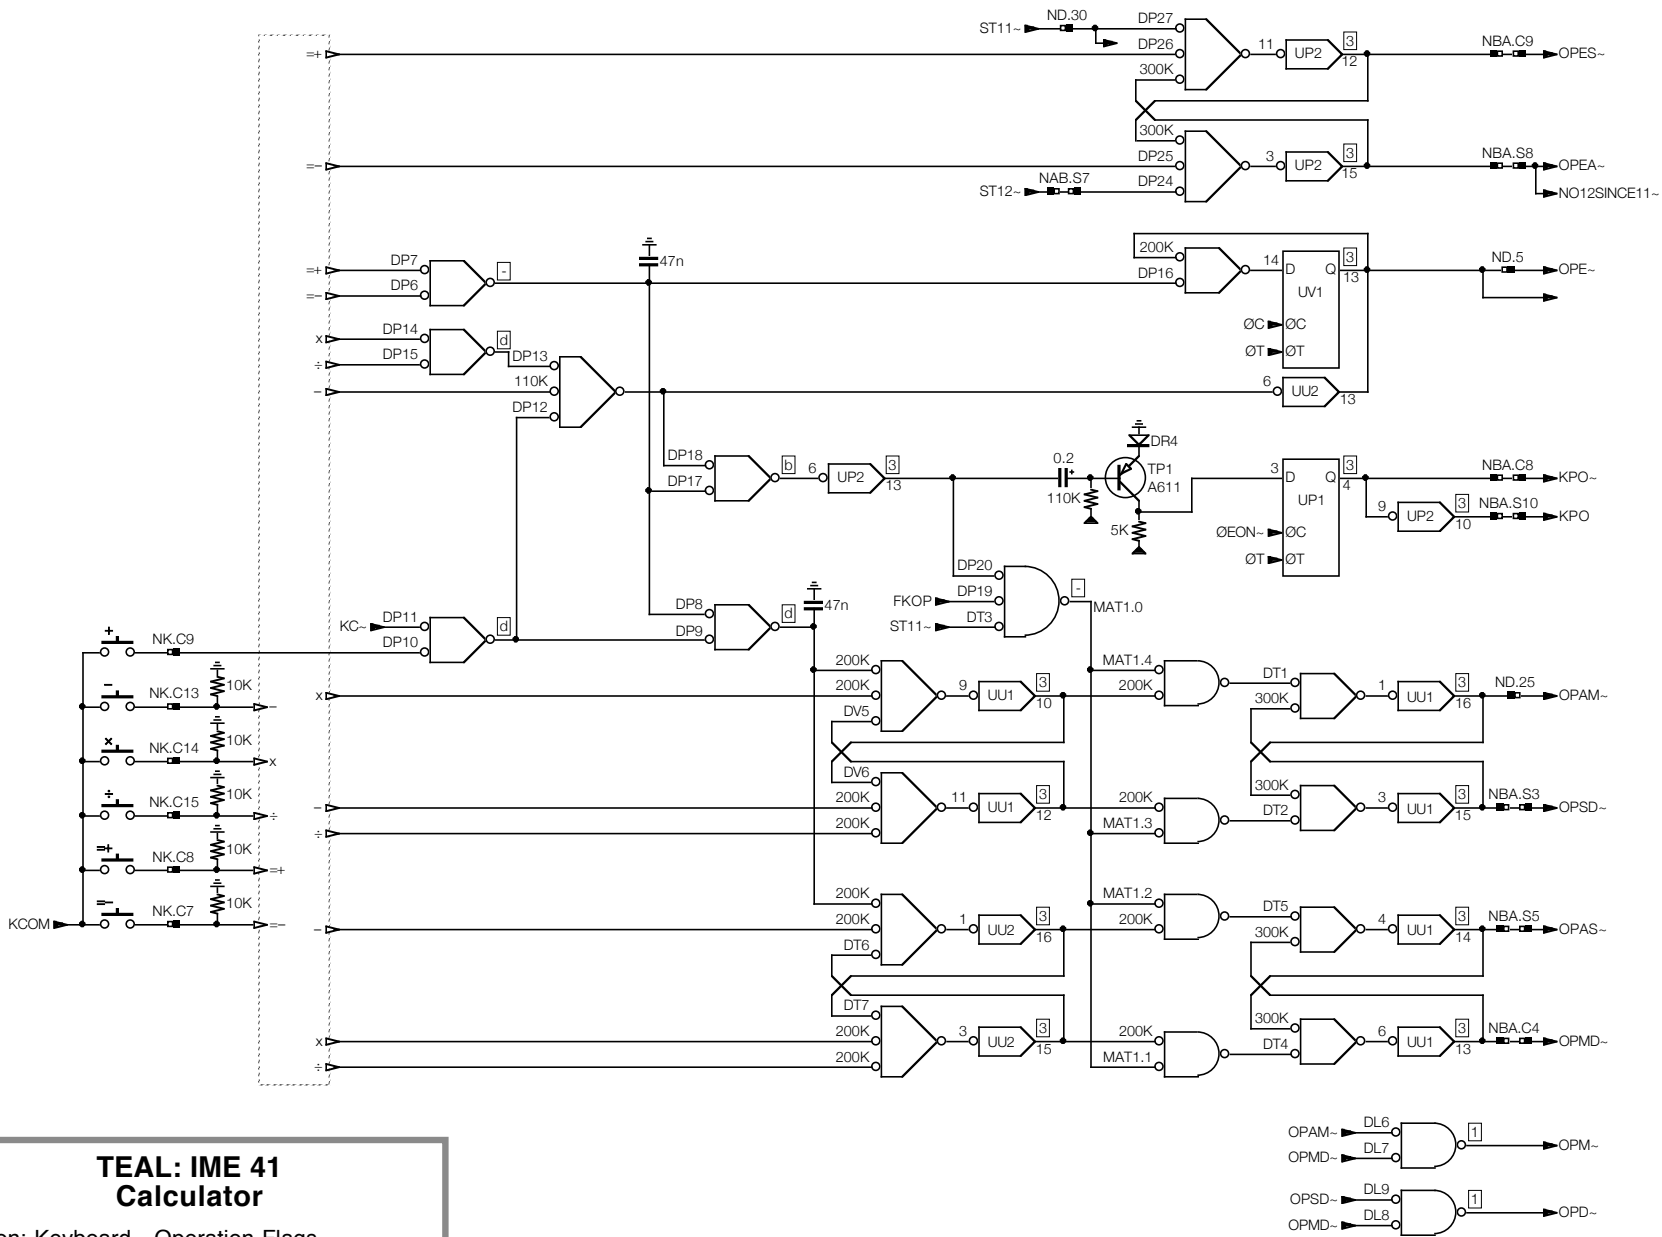 ND.30
ST11~
DP27
DP26
300K
=+
11
UP2
3
12
NBA.C9
OPES~
300K
DP25
DP24
=−
3
UP2
3
15
NBA.S8
OPEA~
NO12SINCE11~
ST12~
NAB.S7
=+
DP7
=−
DP6
-
47n
200K
DP16
14
D
Q
UV1
3
13
ØC
ØC
ØT
ØT
ND.5
OPE~
x
DP14
÷
DP15
d
DP13
110K
DP12
−
6
UU2
13
DP18
DP17
b
6
UP2
3
13
0.2
+
110K
DR4
TP1
A611
5K
3
D
Q
UP1
3
4
ØEON~
ØC
ØT
ØT
NBA.C8
KPO~
9
UP2
3
10
NBA.S10
KPO
DP20
FKOP
DP19
ST11~
DT3
-
MAT1.0
KC~
DP11
DP10
d
DP8
DP9
d
47n
+
NK.C9
−
NK.C13
10K
−
×
NK.C14
10K
x
÷
NK.C15
10K
÷
=+
NK.C8
10K
=+
=−
NK.C7
10K
=−
KCOM
200K
x
200K
DV5
9
UU1
3
10
MAT1.4
200K
DT1
300K
1
UU1
3
16
ND.25
OPAM~
DV6
−
200K
÷
200K
11
UU1
3
12
200K
MAT1.3
300K
DT2
3
UU1
3
15
NBA.S3
OPSD~
200K
−
200K
DT6
1
UU2
3
16
MAT1.2
200K
DT5
300K
4
UU1
3
14
NBA.S5
OPAS~
DT7
x
200K
÷
200K
3
UU2
3
15
200K
MAT1.1
300K
DT4
6
UU1
3
13
NBA.C4
OPMD~
OPAM~
DL6
OPMD~
DL7
1
OPM~
OPSD~
DL9
OPMD~
DL8
1
OPD~
TEAL: IME 41
Calculator